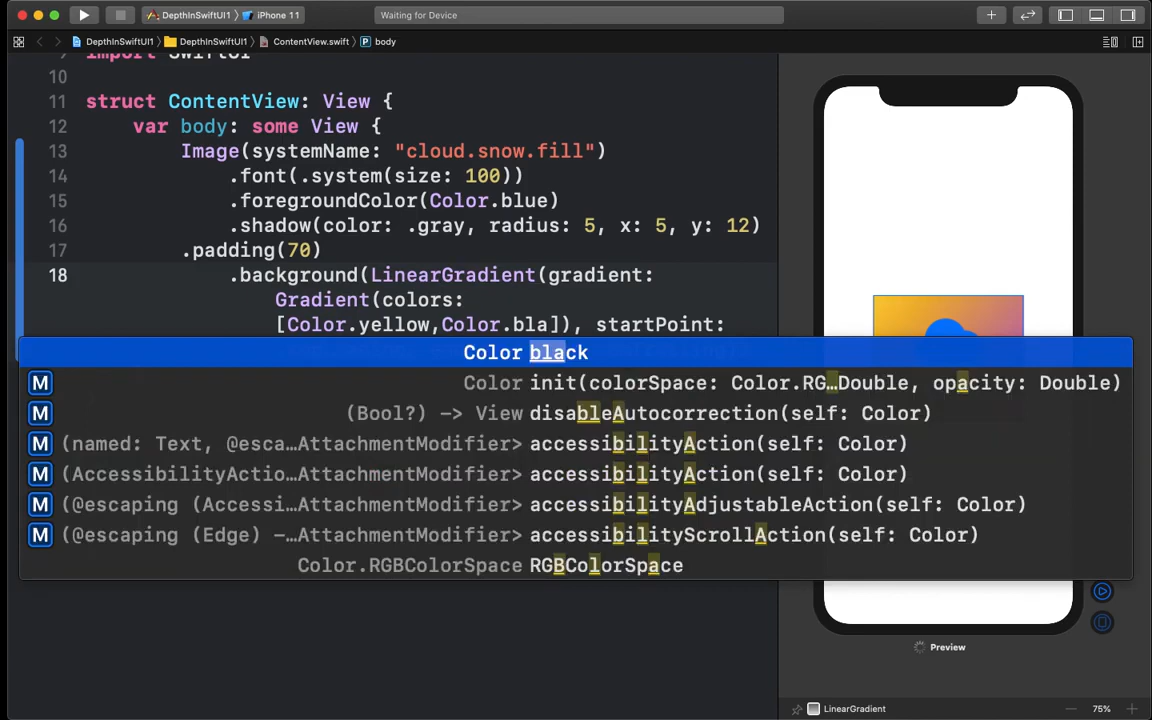 DepthInSwiftUI1 〉 iPhone 11
Waiting for Device
DepthInSwiftUI1 〉 DepthInSwiftUI1 〉 ContentView.swift 〉 P body
9 import SwiftUI
10
11 struct ContentView: View {
12 var body: some View {
13 Image(systemName: "cloud.snow.fill")
14 .font(.system(size: 100))
15 .foregroundColor(Color.blue)
16 .shadow(color: .gray, radius: 5, x: 5, y: 12)
17 .padding(70)
18 .background(LinearGradient(gradient:
Gradient(colors:
[Color.yellow,Color.bla]), startPoint:
Color black
M Color init(colorSpace: Color.RG…Double, opacity: Double)
M (Bool?) -> View disableAutocorrection(self: Color)
M (named: Text, @esca…AttachmentModifier> accessibilityAction(self: Color)
M (AccessibilityActio…AttachmentModifier> accessibilityAction(self: Color)
M (@escaping (Accessi…AttachmentModifier> accessibilityAdjustableAction(self: Color)
M (@escaping (Edge) –…AttachmentModifier> accessibilityScrollAction(self: Color)
Color.RGBColorSpace RGBColorSpace
Preview
LinearGradient
75%